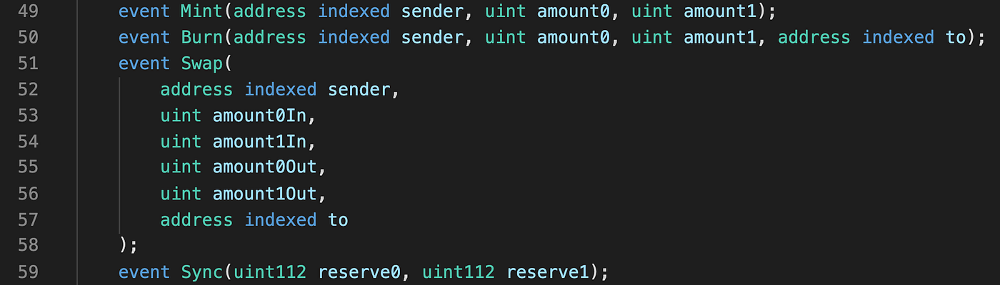 49 event Mint(address indexed sender, uint amount0, uint amount1);
50 event Burn(address indexed sender, uint amount0, uint amount1, address indexed to);
51 event Swap(
52 address indexed sender,
53 uint amount0In,
54 uint amount1In,
55 uint amount0Out,
56 uint amount1Out,
57 address indexed to
58 );
59 event Sync(uint112 reserve0, uint112 reserve1);